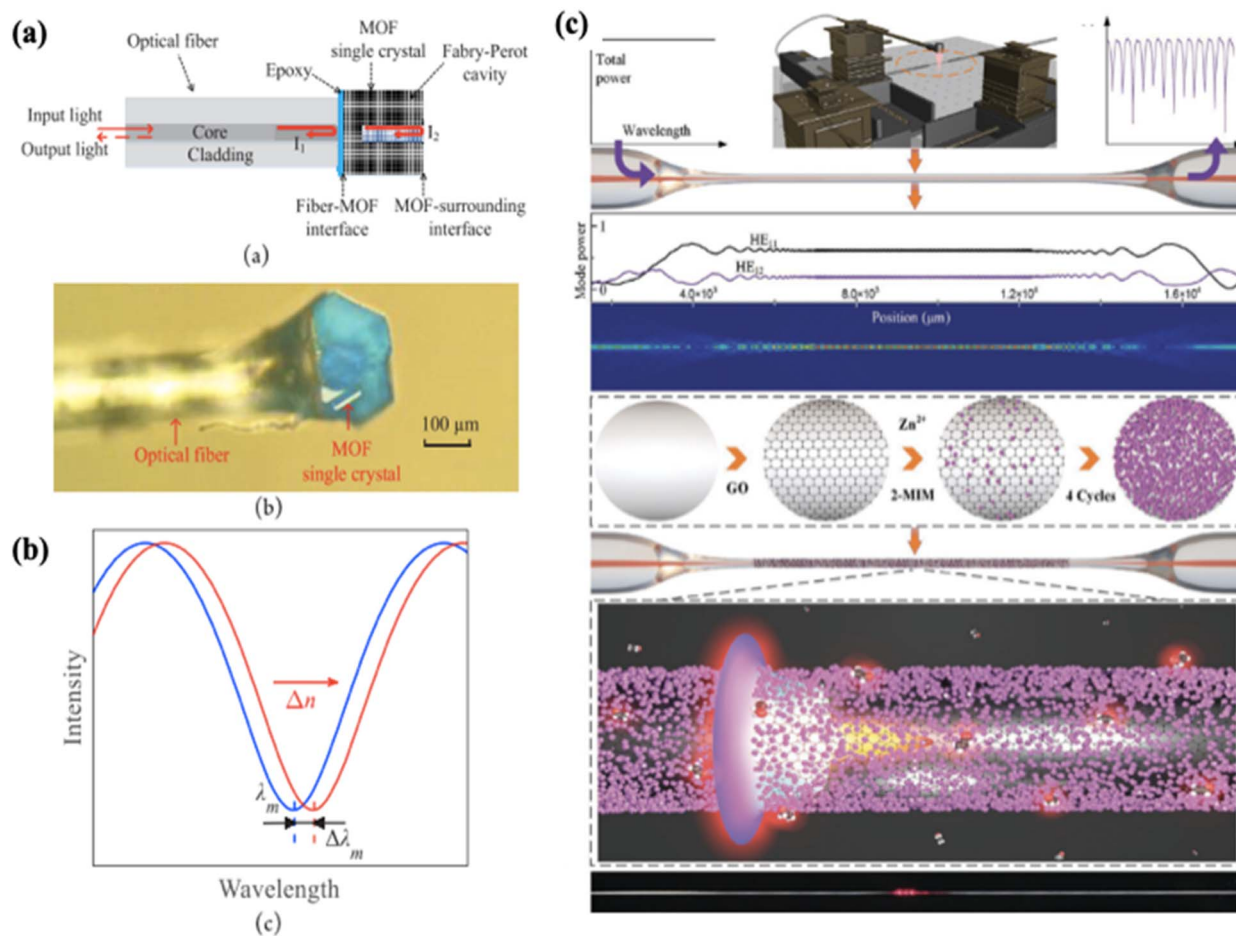 (a)
Optical fiber
MOF
single crystal
Epoxy
Fabry-Perot
cavity
Input light
Output light
Core
Cladding
I1
I2
Fiber-MOF
interface
MOF-surrounding
interface
(a)
Optical fiber
MOF
single crystal
100 µm
(b)
(b)
Intensity
Δn
λm
Δλm
Wavelength
(c)
(c)
Total
power
Wavelength
Mode power
1
0
HE11
HE12
4.0*10³
8.0*10³
1.2*10⁴
Position (µm)
GO
Zn²⁺
2-MIM
4 Cycles